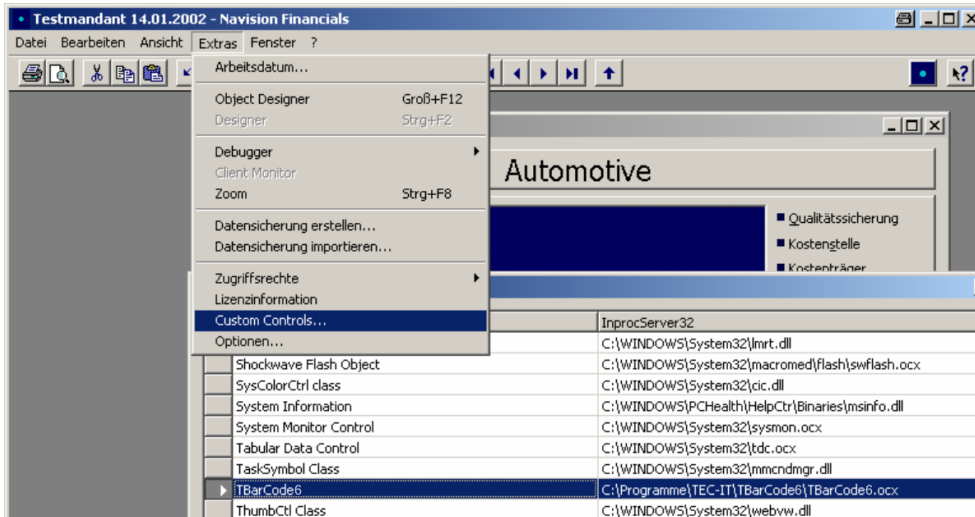 Testmandant 14.01.2002 - Navision Financials
Datei Bearbeiten Ansicht Extras Fenster ?
Arbeitsdatum...
Object Designer Groß+F12
Designer Strg+F2
Debugger
Client Monitor
Zoom Strg+F8
Datensicherung erstellen...
Datensicherung importieren...
Zugriffsrechte
Lizenzinformation
Custom Controls...
Optionen...
Automotive
Qualitätssicherung
Kostenstelle
Kostenträger
InprocServer32
C:\WINDOWS\System32\lmrt.dll
Shockwave Flash Object C:\WINDOWS\System32\macromed\flash\swflash.ocx
SysColorCtrl class C:\WINDOWS\System32\cic.dll
System Information C:\WINDOWS\PCHealth\HelpCtr\Binaries\msinfo.dll
System Monitor Control C:\WINDOWS\System32\sysmon.ocx
Tabular Data Control C:\WINDOWS\System32\tdc.ocx
TaskSymbol Class C:\WINDOWS\System32\mmcndmgr.dll
TBarCode6 C:\Programme\TEC-IT\TBarCode6\TBarCode6.ocx
ThumbCtl Class C:\WINDOWS\System32\webvw.dll